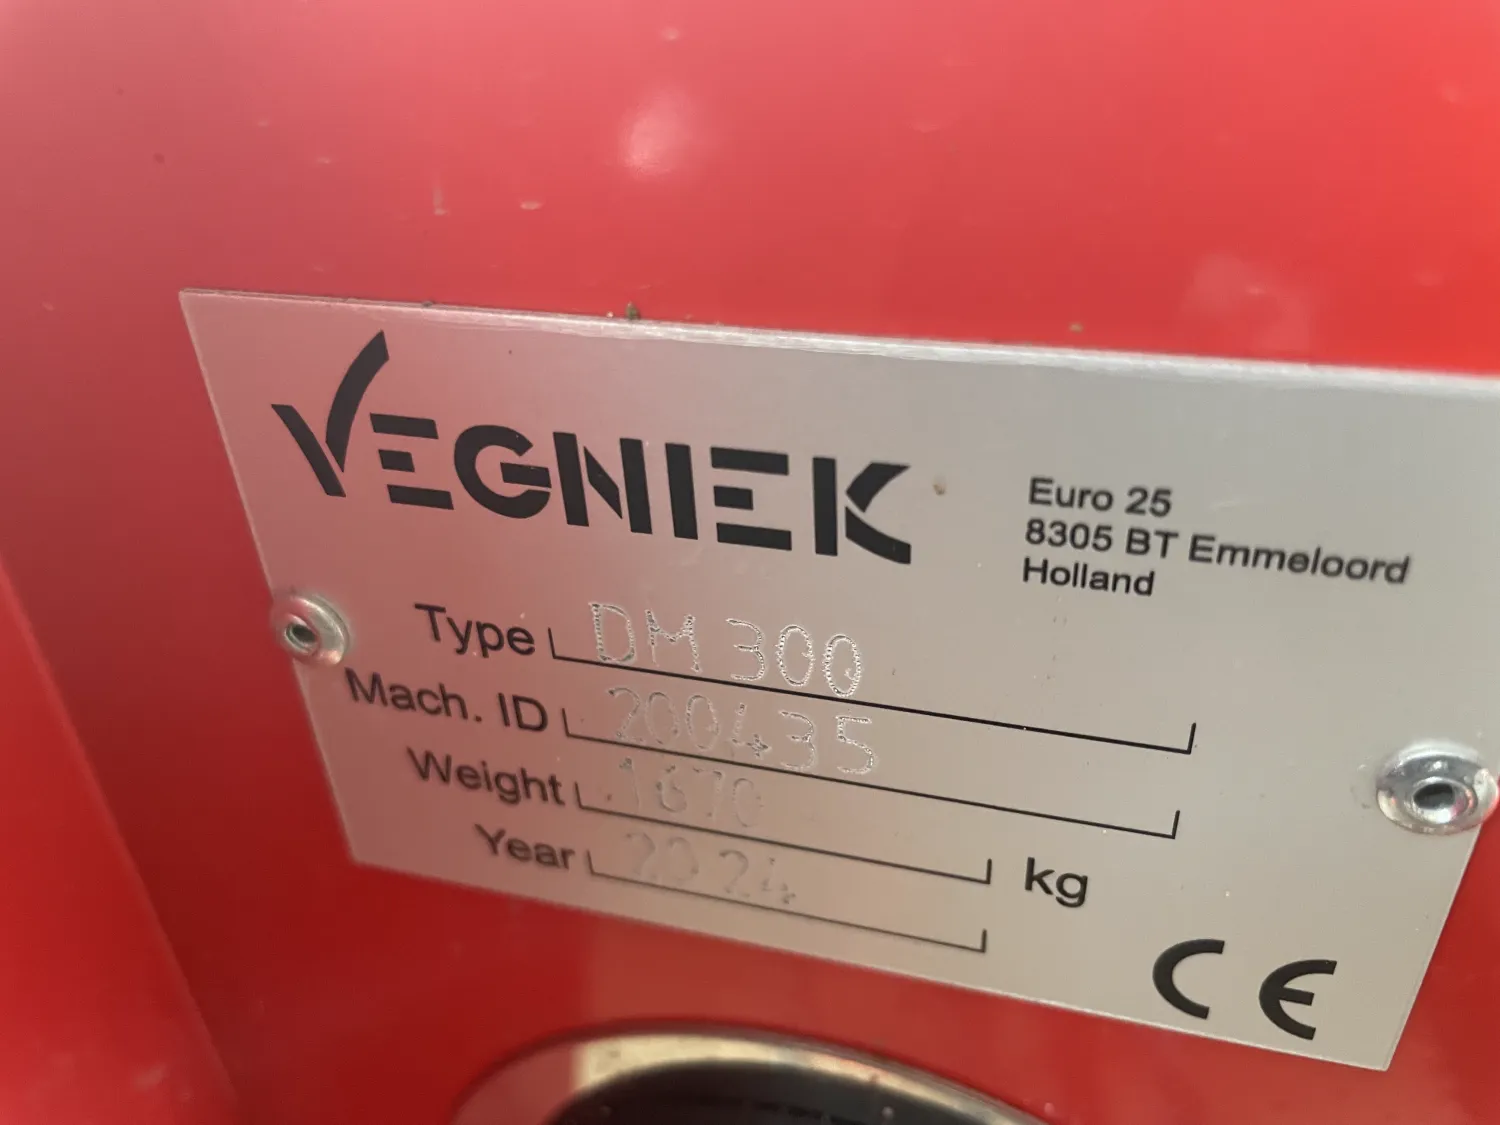 VEGNIEK
Euro 25
8305 BT Emmeloord
Holland
Type DM 300
Mach. ID 200435
Weight 1670 kg
Year 2024
CE